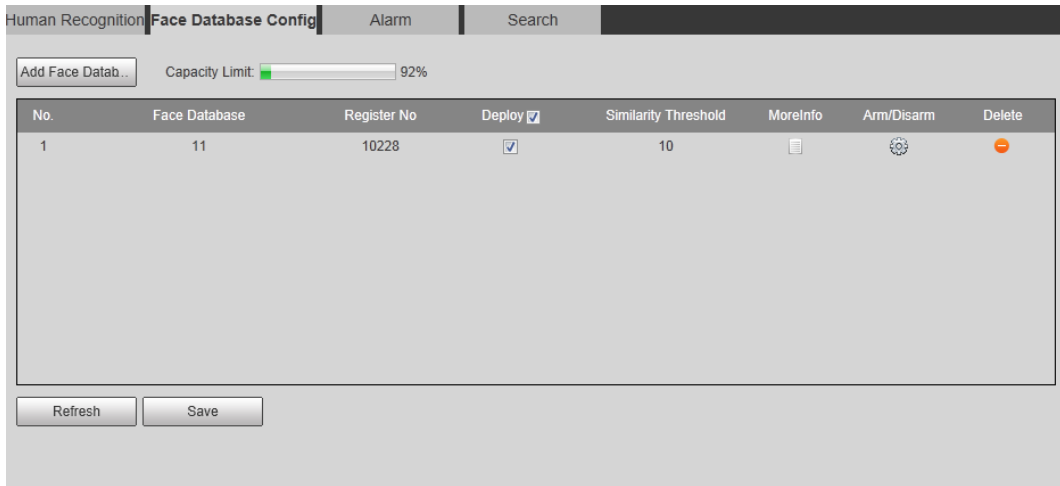 Human Recognition Face Database Config Alarm Search
Add Face Datab... Capacity Limit: 92%
No. Face Database Register No Deploy Similarity Threshold MoreInfo Arm/Disarm Delete
1 11 10228 10
Refresh Save